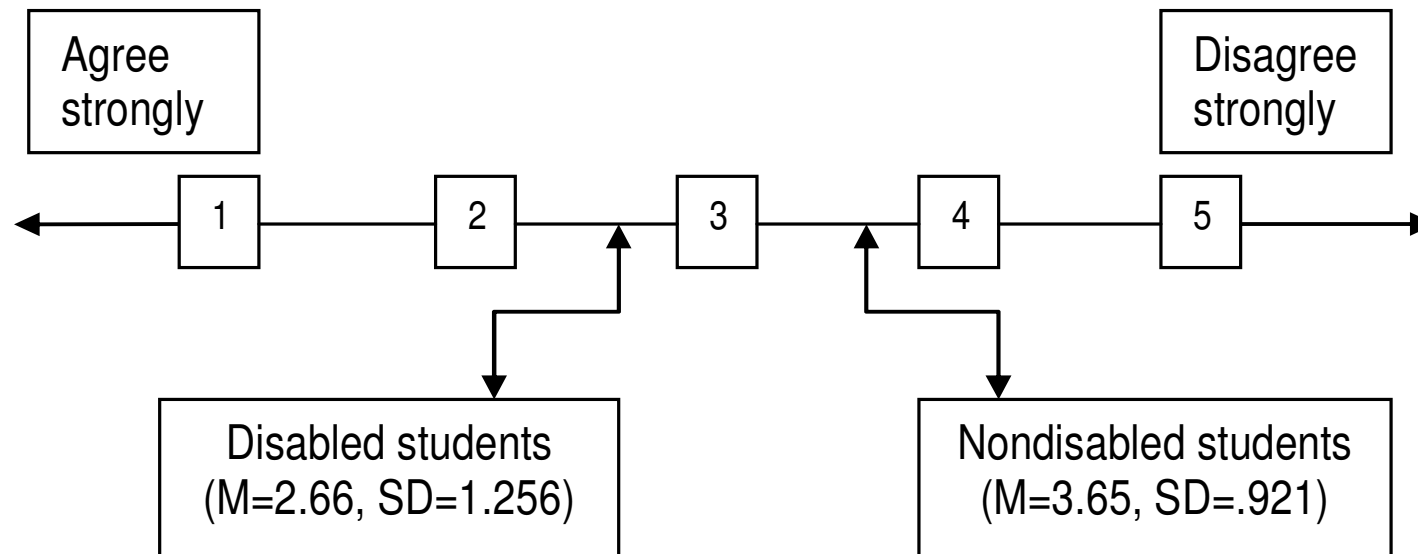 Agree
strongly
Disagree
strongly
1
2
3
4
5
Disabled students
(M=2.66, SD=1.256)
Nondisabled students
(M=3.65, SD=.921)